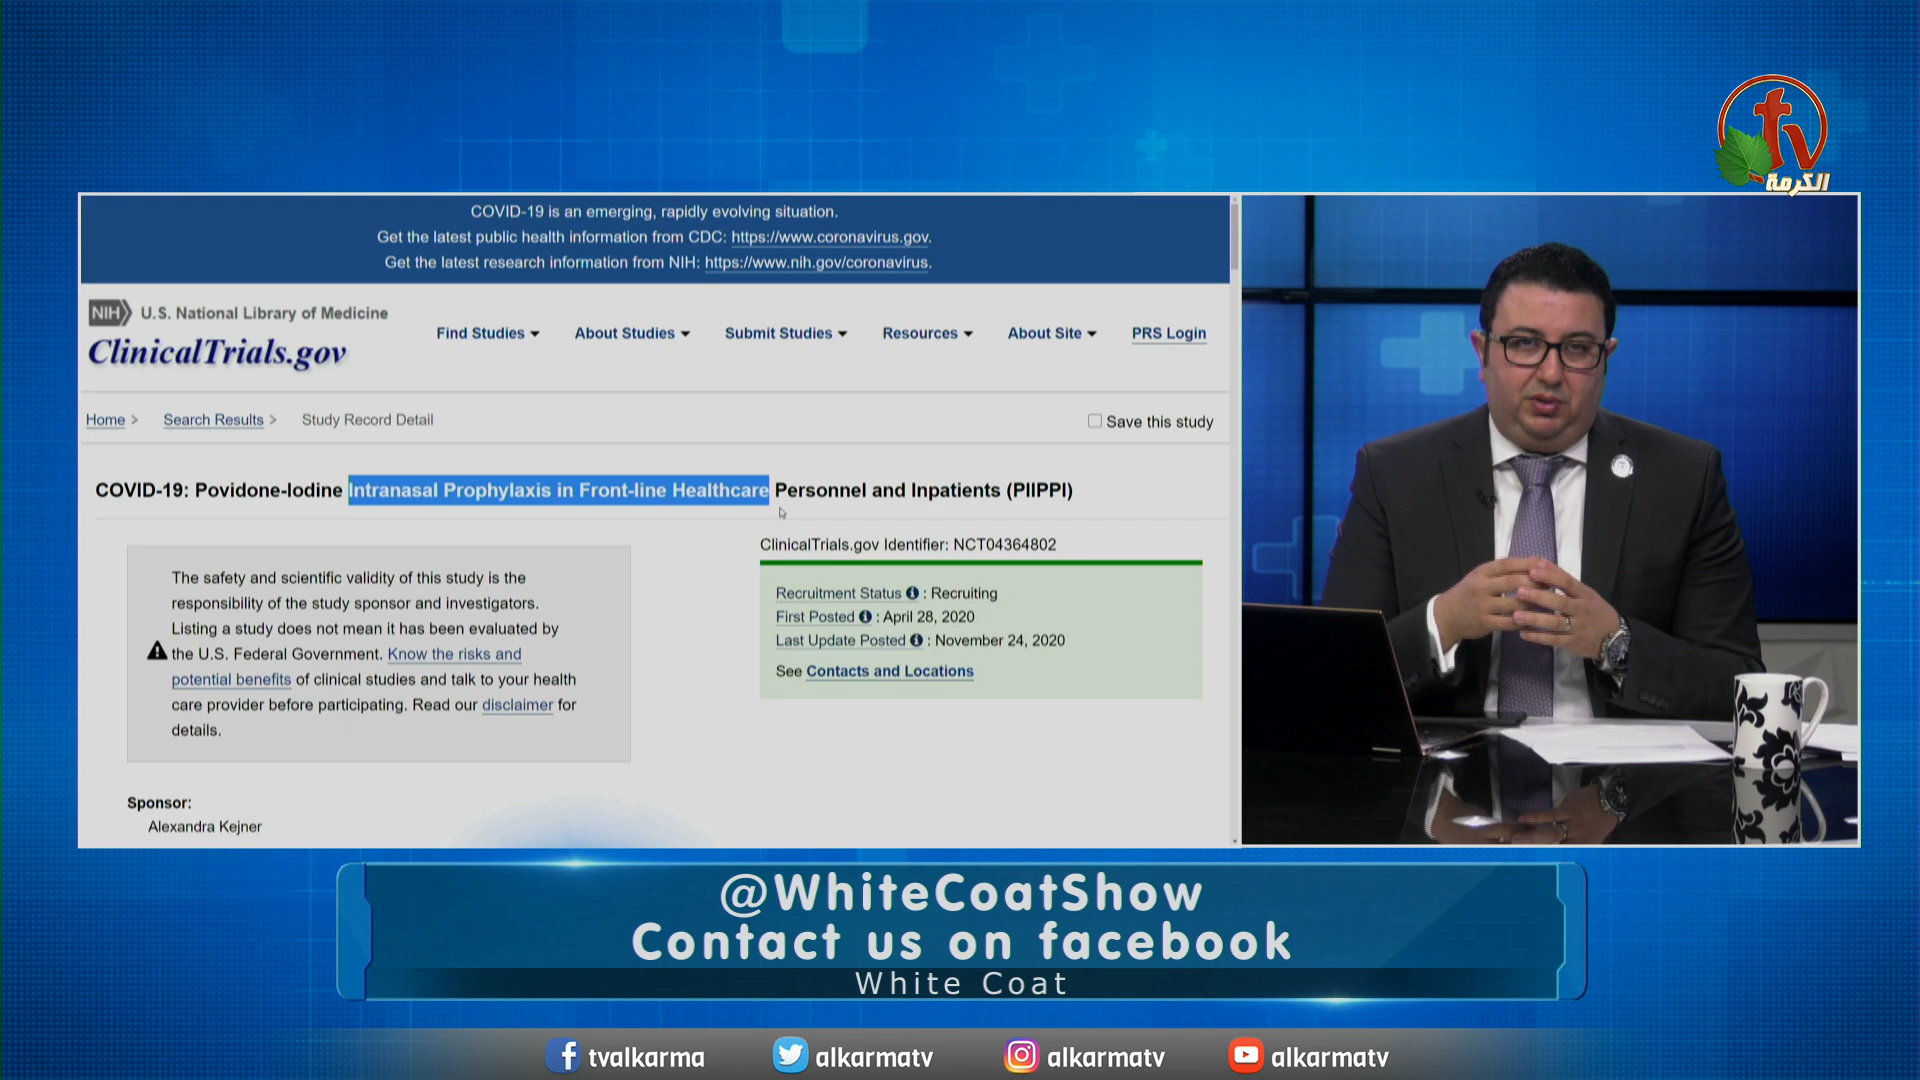 tv
الكرمة
COVID-19 is an emerging, rapidly evolving situation.
Get the latest public health information from CDC: https://www.coronavirus.gov.
Get the latest research information from NIH: https://www.nih.gov/coronavirus.
NIH U.S. National Library of Medicine
ClinicalTrials.gov
Find Studies About Studies Submit Studies Resources About Site PRS Login
Home > Search Results > Study Record Detail
Save this study
COVID-19: Povidone-Iodine Intranasal Prophylaxis in Front-line Healthcare Personnel and Inpatients (PIIPPI)
The safety and scientific validity of this study is the
responsibility of the study sponsor and investigators.
Listing a study does not mean it has been evaluated by
the U.S. Federal Government. Know the risks and
potential benefits of clinical studies and talk to your health
care provider before participating. Read our disclaimer for
details.
ClinicalTrials.gov Identifier: NCT04364802
Recruitment Status : Recruiting
First Posted : April 28, 2020
Last Update Posted : November 24, 2020
See Contacts and Locations
Sponsor:
Alexandra Kejner
@WhiteCoatShow
Contact us on facebook
White Coat
tvalkarma alkarmatv alkarmatv alkarmatv